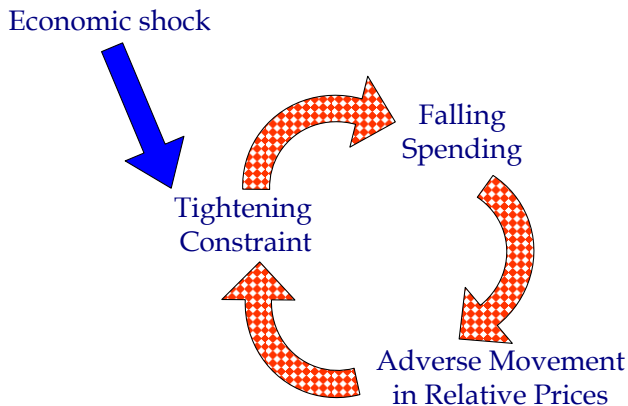 Economic shock
Falling
Spending
Tightening
Constraint
Adverse Movement
in Relative Prices